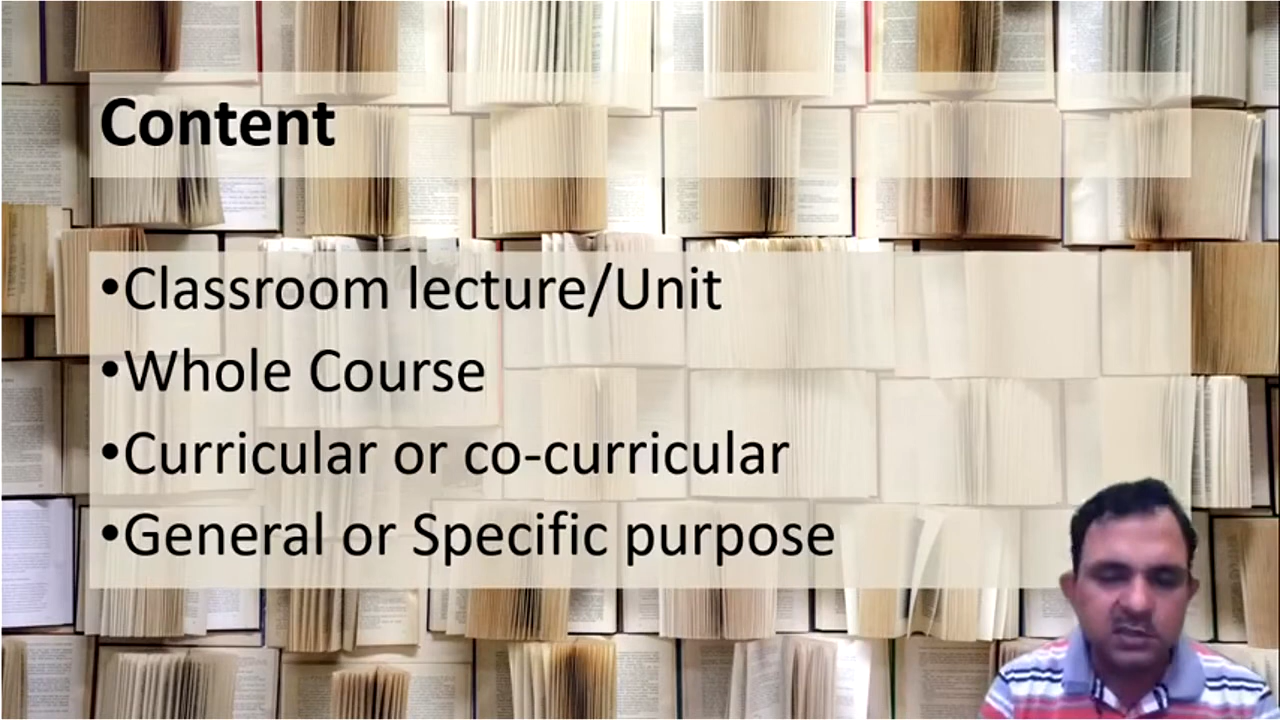 Content
•Classroom lecture/Unit
•Whole Course
•Curricular or co-curricular
•General or Specific purpose